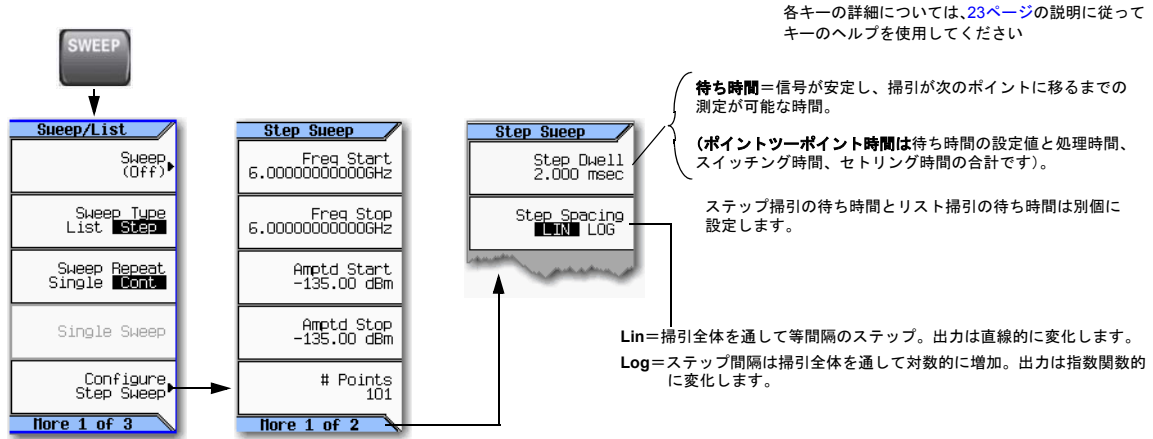 各キーの詳細については、23ページの説明に従って
キーのヘルプを使用してください
SWEEP
待ち時間＝信号が安定し、掃引が次のポイントに移るまでの
測定が可能な時間。
(ポイントツーポイント時間は待ち時間の設定値と処理時間、
スイッチング時間、セトリング時間の合計です)。
ステップ掃引の待ち時間とリスト掃引の待ち時間は別個に
設定します。
Sweep/List
Sweep
(Off)
Sweep Type
List Step
Sweep Repeat
Single Cont
Single Sweep
Configure
Step Sweep
More 1 of 3
Step Sweep
Freq Start
6.00000000000GHz
Freq Stop
6.00000000000GHz
Amptd Start
-135.00 dBm
Amptd Stop
-135.00 dBm
# Points
101
More 1 of 2
Step Sweep
Step Dwell
2.000 msec
Step Spacing
LIN LOG
Lin＝掃引全体を通して等間隔のステップ。出力は直線的に変化します。
Log＝ステップ間隔は掃引全体を通して対数的に増加。出力は指数関数的
に変化します。